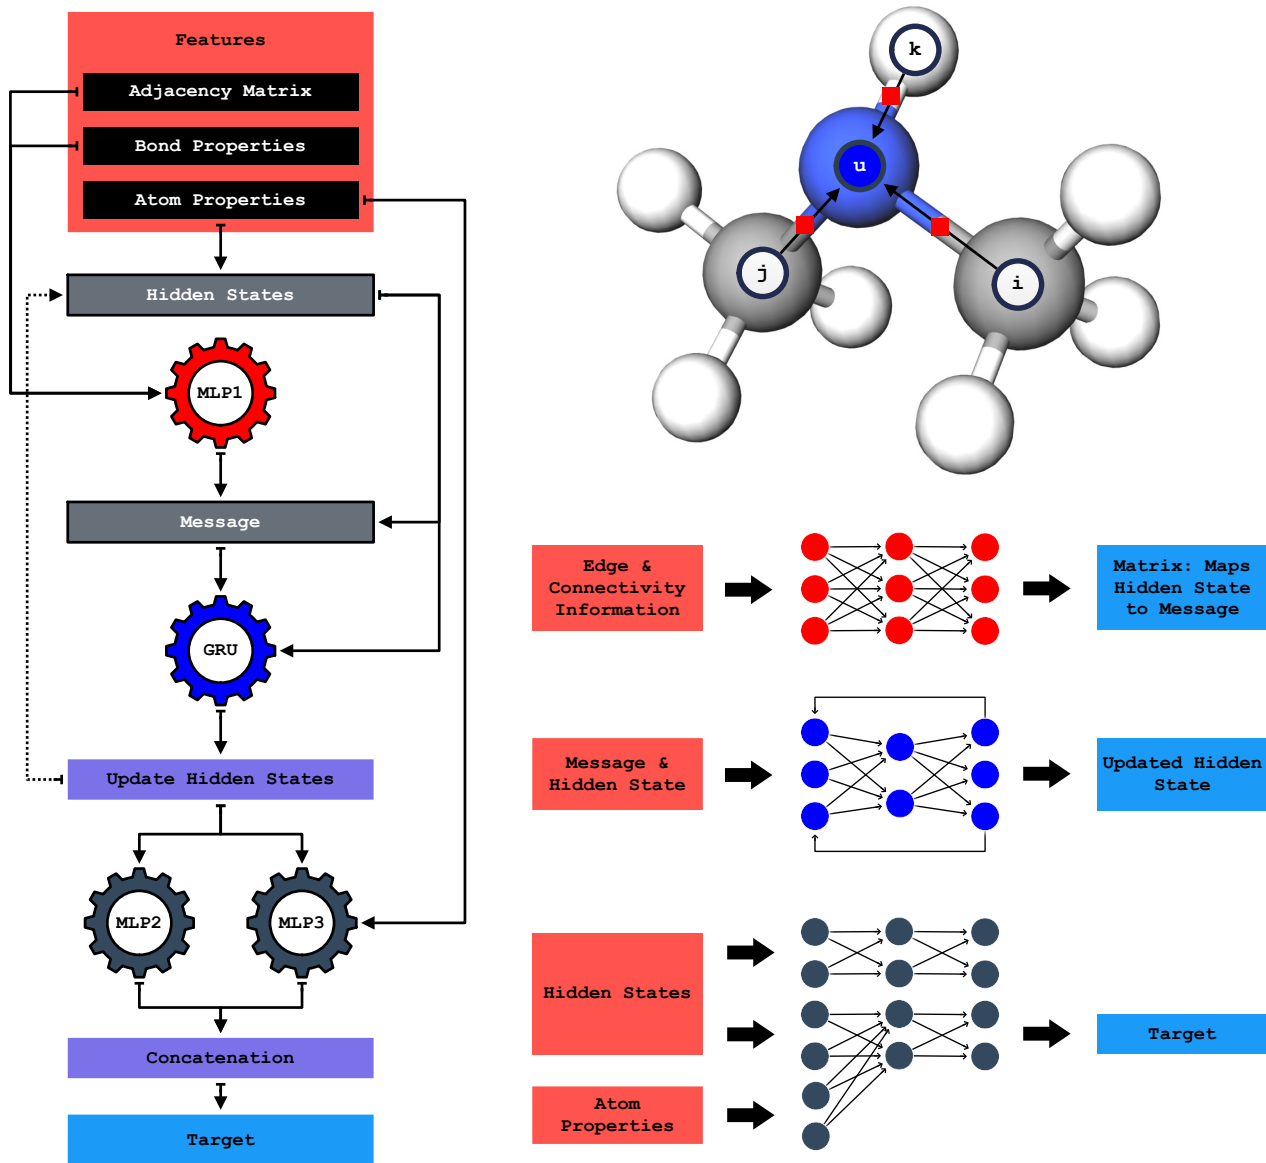 Features
Adjacency Matrix
Bond Properties
Atom Properties
Hidden States
MLP1
Message
GRU
Update Hidden States
MLP2
MLP3
Concatenation
Target
k
u
j
i
Edge &
Connectivity
Information
Matrix: Maps
Hidden State
to Message
Message &
Hidden State
Updated Hidden
State
Hidden States
Atom
Properties
Target